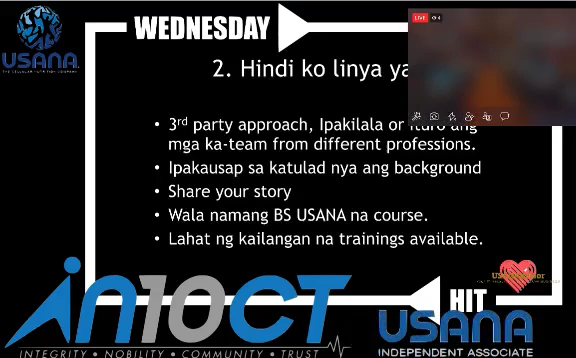 WEDNESDAY
LIVE
4
USANA
THE CELLULAR NUTRITION COMPANY
2. Hindi ko linya ya
• 3rd party approach, Ipakilala or ituro ang
mga ka-team from different professions.
• Ipakausap sa katulad nya ang background
• Share your story
• Wala namang BS USANA na course.
• Lahat ng kailangan na trainings available.
in10CT
INTEGRITY • NOBILITY • COMMUNITY • TRUST
HIT
USANA
INDEPENDENT ASSOCIATE